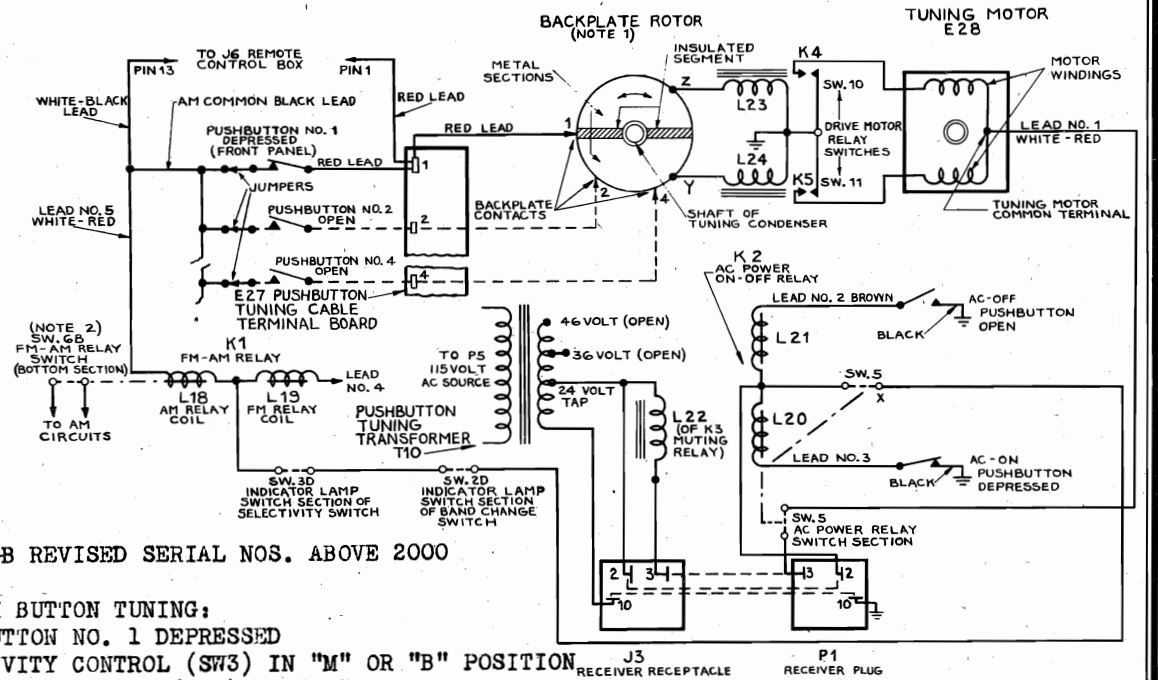 BACKPLATE ROTOR
(NOTE 1)
TUNING MOTOR
E28
TO J6 REMOTE
CONTROL BOX
PIN 13
PIN 1
METAL
SECTIONS
INSULATED
SEGMENT
K4
MOTOR
WINDINGS
WHITE-BLACK
LEAD
AM COMMON BLACK LEAD
RED LEAD
PUSHBUTTON NO. 1
DEPRESSED
(FRONT PANEL)
RED LEAD
RED LEAD
1
1
Z
L23
SW. 10
DRIVE MOTOR
RELAY
SWITCHES
SW. 11
LEAD NO. 1
WHITE - RED
L24
K5
Y
JUMPERS
LEAD NO. 5
WHITE-RED
PUSHBUTTON NO. 2
OPEN
2
BACKPLATE
CONTACTS
2
4
SHAFT OF
TUNING CONDENSER
TUNING MOTOR
COMMON TERMINAL
PUSHBUTTON NO. 4
OPEN
4
E27 PUSHBUTTON
TUNING CABLE
TERMINAL BOARD
K 2
AC POWER
ON-OFF RELAY
LEAD NO. 2 BROWN
BLACK
AC-OFF
PUSHBUTTON
OPEN
L21
(NOTE 2)
SW. 6B
FM-AM RELAY
SWITCH
(BOTTOM SECTION)
K1
FM-AM RELAY
L18
AM RELAY
COIL
L19
FM RELAY
COIL
LEAD
NO. 4
TO AM
CIRCUITS
TO P5
115 VOLT
AC SOURCE
PUSHBUTTON
TUNING
TRANSFORMER
T10
46 VOLT (OPEN)
36 VOLT (OPEN)
24 VOLT
TAP
L22
(OF K3
MUTING
RELAY)
SW. 5
X
L20
LEAD NO. 3
BLACK
AC-ON
PUSHBUTTON
DEPRESSED
SW. 3D
INDICATOR LAMP
SWITCH SECTION OF
SELECTIVITY SWITCH
SW. 2D
INDICATOR LAMP
SWITCH SECTION
OF BAND CHANGE
SWITCH
SW. 5
AC POWER RELAY
SWITCH SECTION
B REVISED SERIAL NOS. ABOVE 2000
2
3
10
3
2
10
BUTTON TUNING:
TTON NO. 1 DEPRESSED
VITY CONTROL (SW3) IN "M" OR "B" POSITION
J3
RECEIVER RECEPTACLE
P1
RECEIVER PLUG